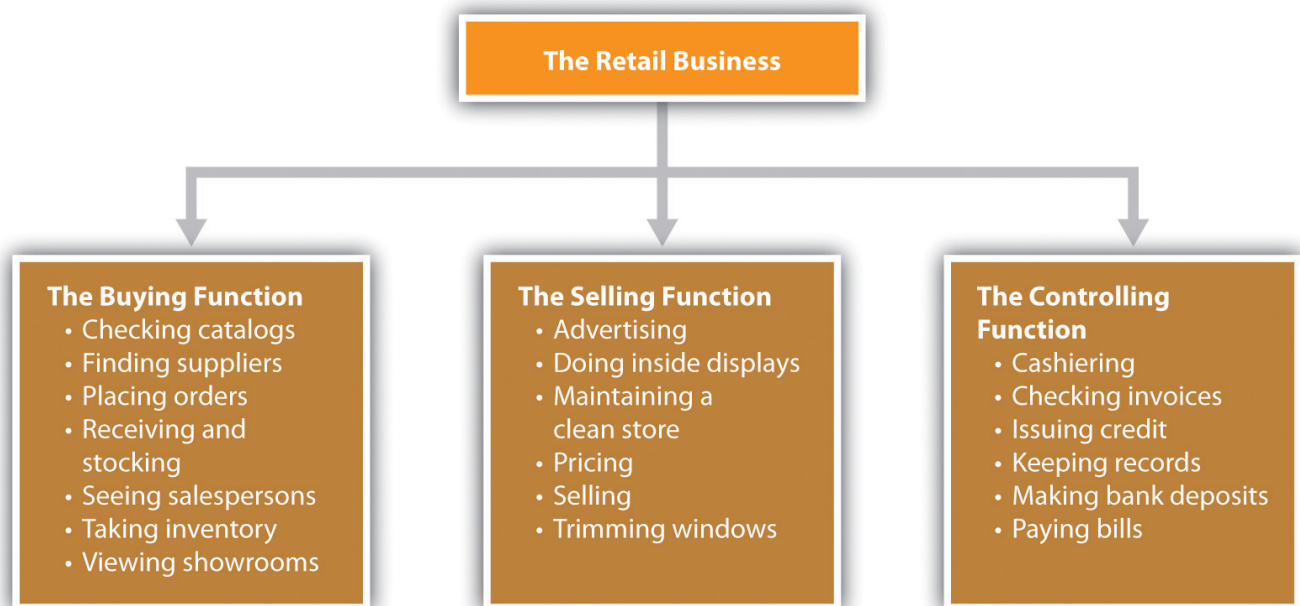 The Retail Business
The Buying Function
• Checking catalogs
• Finding suppliers
• Placing orders
• Receiving and
stocking
• Seeing salespersons
• Taking inventory
• Viewing showrooms
The Selling Function
• Advertising
• Doing inside displays
• Maintaining a
clean store
• Pricing
• Selling
• Trimming windows
The Controlling
Function
• Cashiering
• Checking invoices
• Issuing credit
• Keeping records
• Making bank deposits
• Paying bills